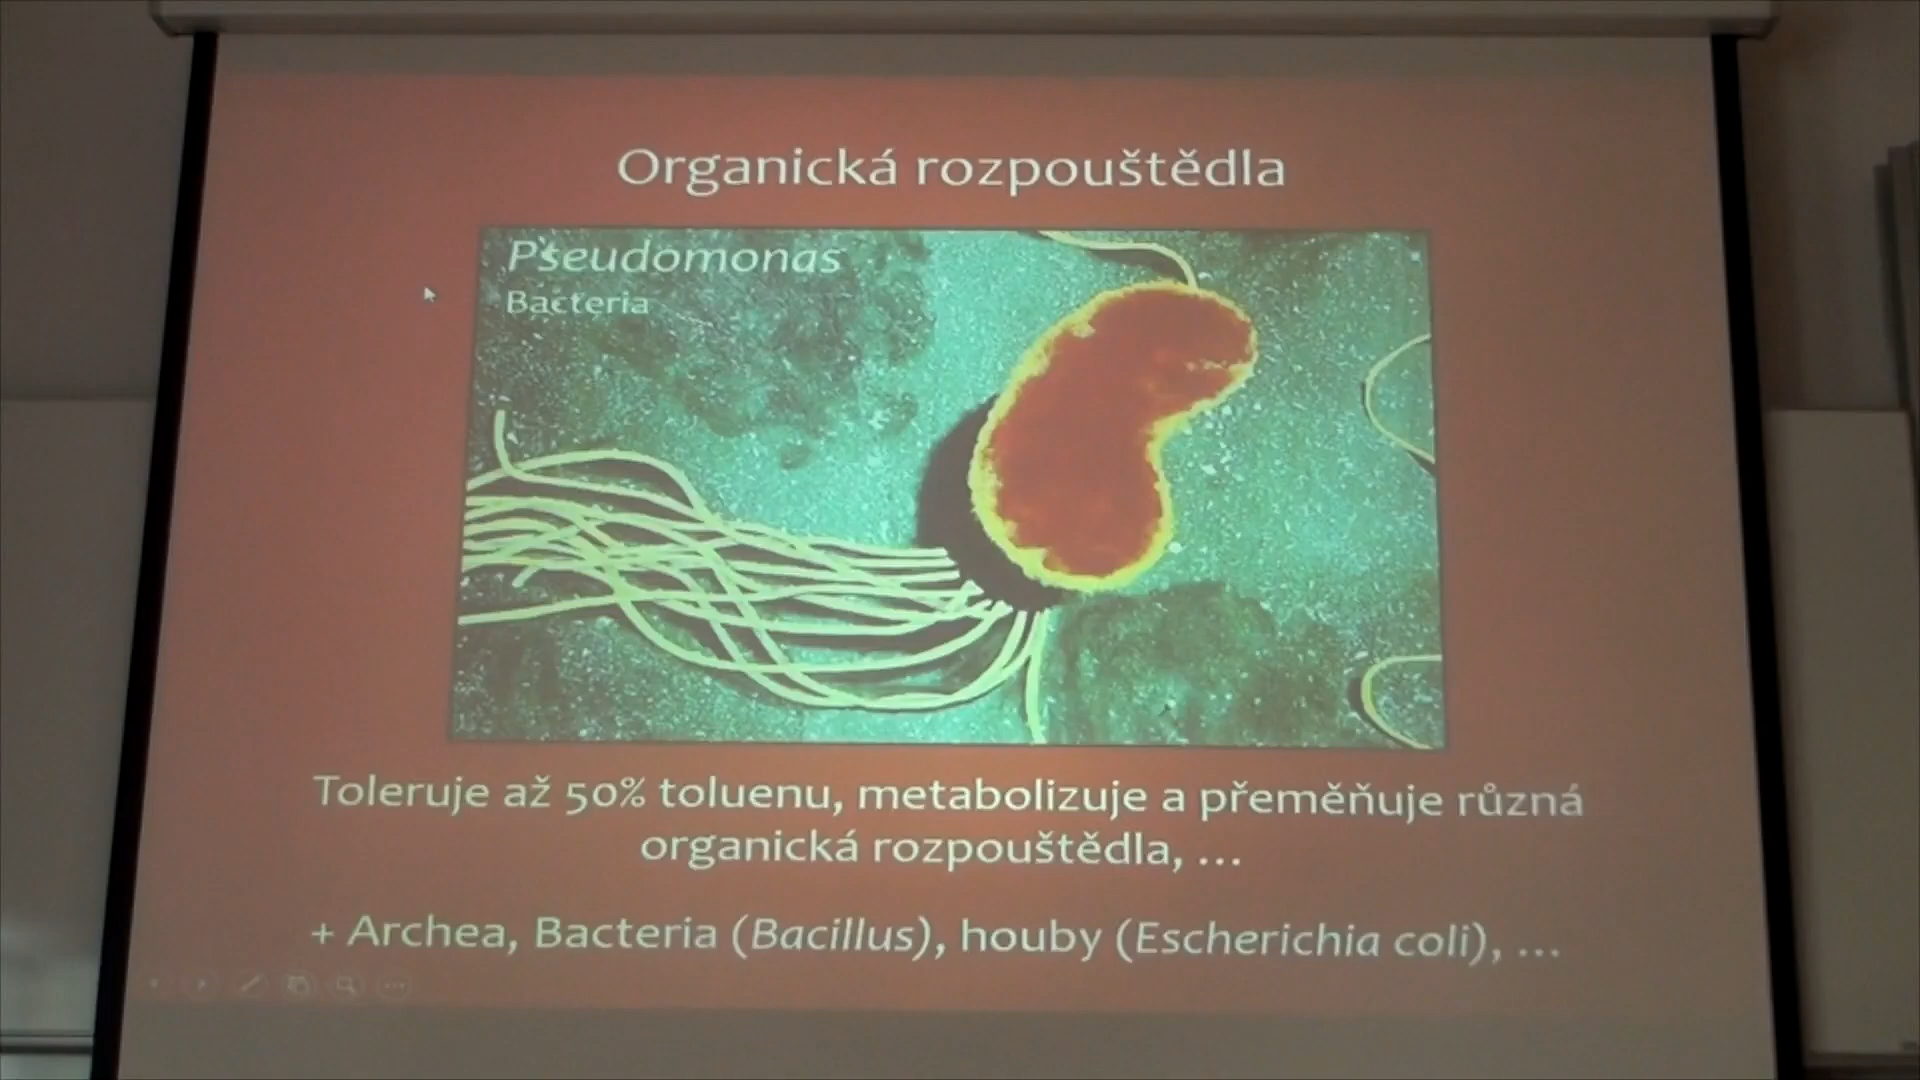 Organická rozpouštědla
Pseudomonas
Bacteria
Toleruje až 50% toluenu, metabolizuje a přeměňuje různá
organická rozpouštědla, ...
+ Archea, Bacteria (Bacillus), houby (Escherichia coli), ...